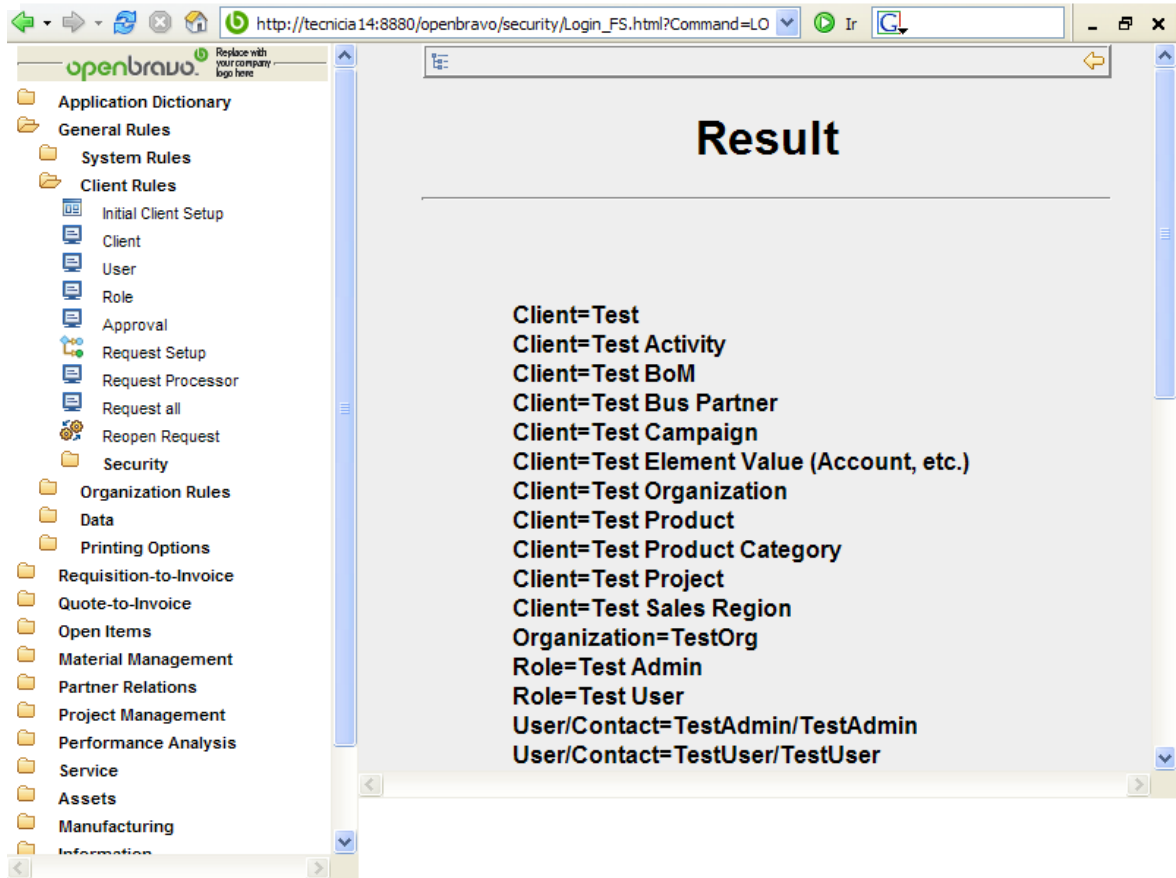 http://tecnicia14:8880/openbravo/security/Login_FS.html?Command=LO
Ir
G
openbravo.
Replace with
your company
logo here
Application Dictionary
General Rules
System Rules
Client Rules
Initial Client Setup
Client
User
Role
Approval
Request Setup
Request Processor
Request all
Reopen Request
Security
Organization Rules
Data
Printing Options
Requisition-to-Invoice
Quote-to-Invoice
Open Items
Material Management
Partner Relations
Project Management
Performance Analysis
Service
Assets
Manufacturing
Information
Result
Client=Test
Client=Test Activity
Client=Test BoM
Client=Test Bus Partner
Client=Test Campaign
Client=Test Element Value (Account, etc.)
Client=Test Organization
Client=Test Product
Client=Test Product Category
Client=Test Project
Client=Test Sales Region
Organization=TestOrg
Role=Test Admin
Role=Test User
User/Contact=TestAdmin/TestAdmin
User/Contact=TestUser/TestUser